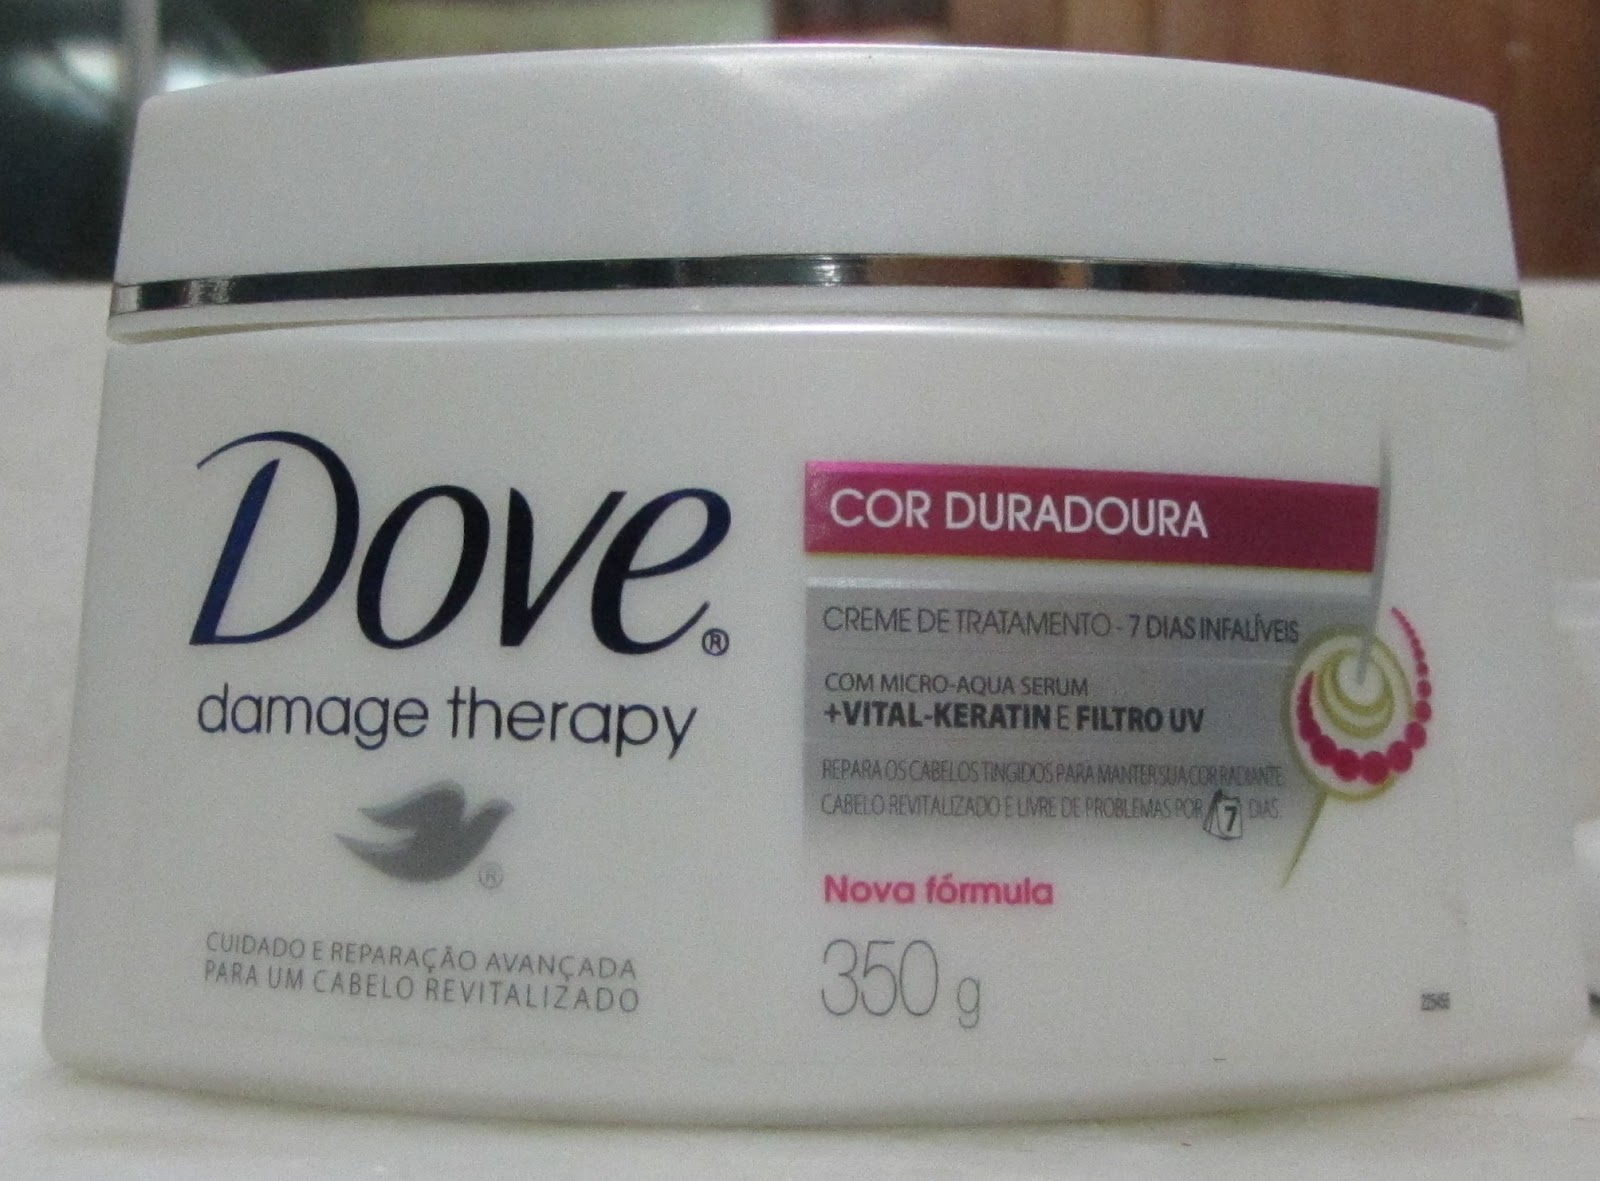 Dove®
damage therapy
®
CUIDADO E REPARAÇÃO AVANÇADA
PARA UM CABELO REVITALIZADO
COR DURADOURA
CREME DE TRATAMENTO - 7 DIAS INFALÍVEIS
COM MICRO-AQUA SERUM
+VITAL-KERATIN E FILTRO UV
REPARA OS CABELOS TINGIDOS PARA MANTER SUA COR RADIANTE.
CABELO REVITALIZADO E LIVRE DE PROBLEMAS POR 7 DIAS.
Nova fórmula
350 g